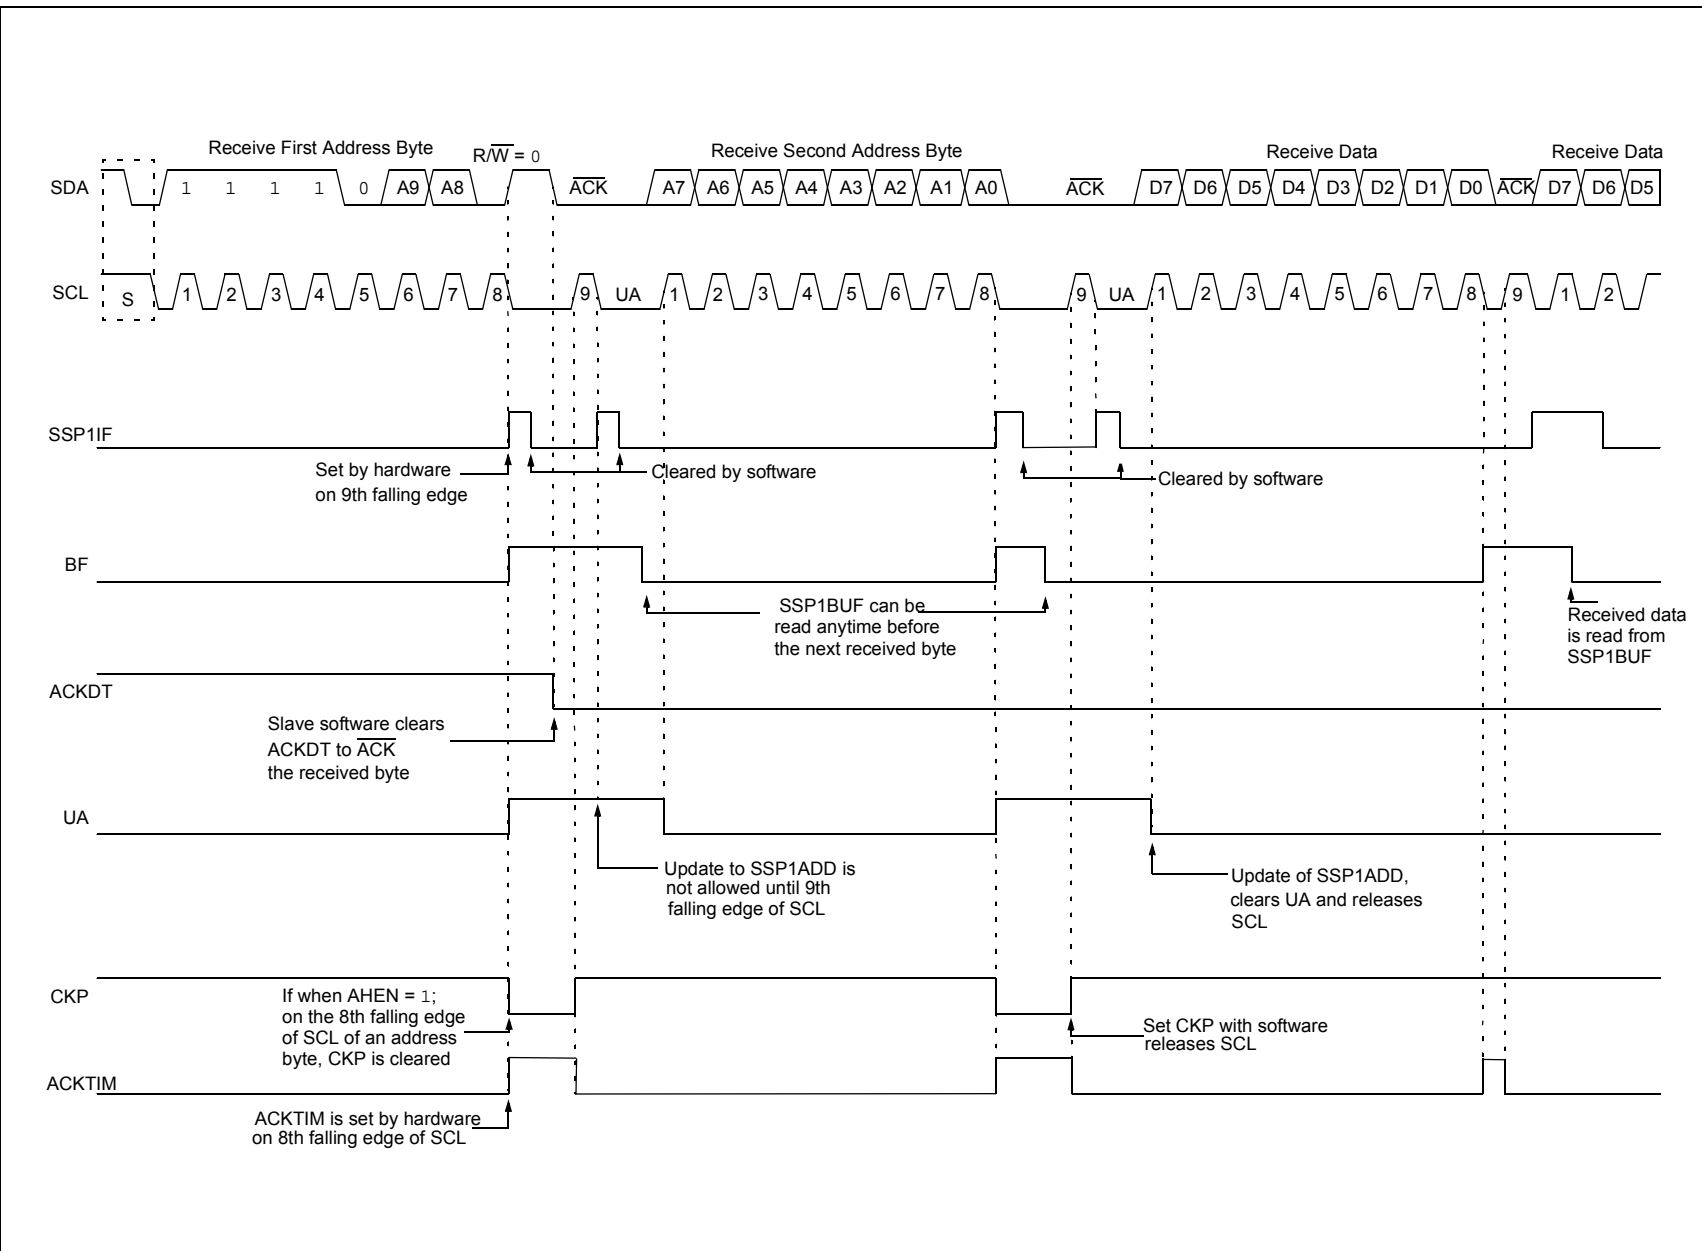 Receive First Address Byte
R/W = 0
Receive Second Address Byte
Receive Data
Receive Data
SDA
1 1 1 1 0 A9 A8 ACK A7 A6 A5 A4 A3 A2 A1 A0 ACK D7 D6 D5 D4 D3 D2 D1 D0 ACK D7 D6 D5
SCL
S 1 2 3 4 5 6 7 8 9 UA 1 2 3 4 5 6 7 8 9 UA 1 2 3 4 5 6 7 8 9 1 2
SSP1IF
Set by hardware
on 9th falling edge
Cleared by software
Cleared by software
BF
SSP1BUF can be
read anytime before
the next received byte
Received data
is read from
SSP1BUF
ACKDT
Slave software clears
ACKDT to ACK
the received byte
UA
Update to SSP1ADD is
not allowed until 9th
falling edge of SCL
Update of SSP1ADD,
clears UA and releases
SCL
CKP
If when AHEN = 1;
on the 8th falling edge
of SCL of an address
byte, CKP is cleared
Set CKP with software
releases SCL
ACKTIM
ACKTIM is set by hardware
on 8th falling edge of SCL